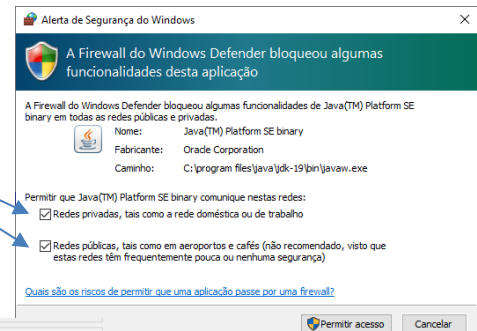 Alerta de Segurança do Windows
A Firewall do Windows Defender bloqueou algumas
funcionalidades desta aplicação
A Firewall do Windows Defender bloqueou algumas funcionalidades de Java(TM) Platform SE
binary em todas as redes públicas e privadas.
Nome: Java(TM) Platform SE binary
Fabricante: Oracle Corporation
Caminho: C:\program files\java\jdk-19\bin\javaw.exe
Permitir que Java(TM) Platform SE binary comunique nestas redes:
Redes privadas, tais como a rede doméstica ou de trabalho
Redes públicas, tais como em aeroportos e cafés (não recomendado, visto que
estas redes têm frequentemente pouca ou nenhuma segurança)
Quais são os riscos de permitir que uma aplicação passe por uma firewall?
Permitir acesso Cancelar